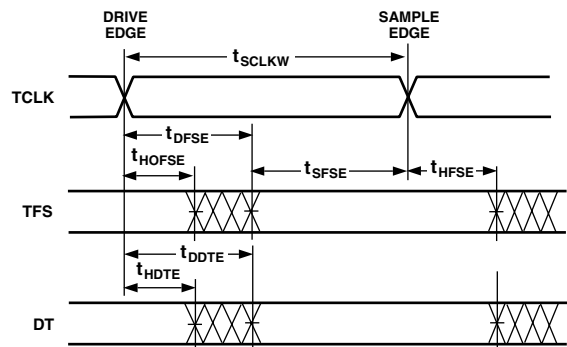 DRIVE
EDGE
SAMPLE
EDGE
tSCLKW
TCLK
tDFSE
tHOFSE
tSFSE
tHFSE
TFS
tDDTE
tHDTE
DT